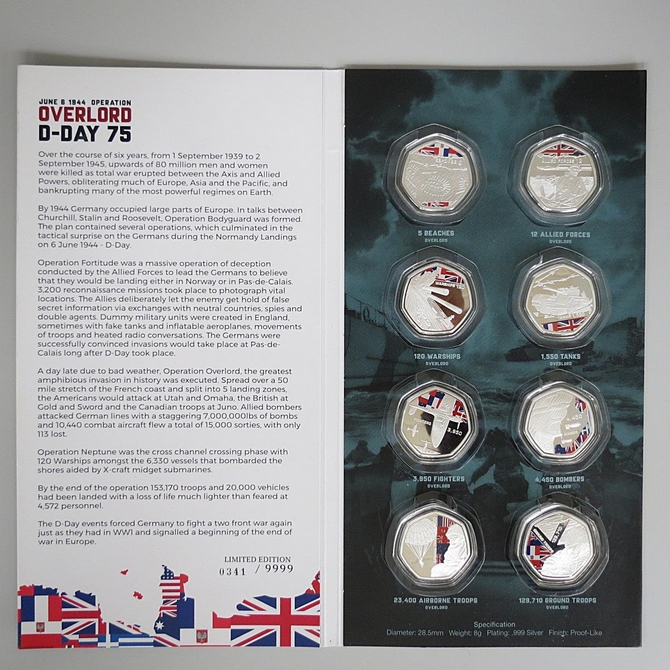 JUNE 6 1944 OPERATION
OVERLORD
D-DAY 75
Over the course of six years, from 1 September 1939 to 2
September 1945, upwards of 80 million men and women
were killed as total war erupted between the Axis and Allied
Powers, obliterating much of Europe, Asia and the Pacific, and
bankrupting many of the most powerful regimes on Earth.
By 1944 Germany occupied large parts of Europe. In talks between
Churchill, Stalin and Roosevelt, Operation Bodyguard was formed.
The plan contained several operations, which culminated in the
tactical surprise on the Germans during the Normandy Landings
on 6 June 1944 - D-Day.
Operation Fortitude was a massive operation of deception
conducted by the Allied Forces to lead the Germans to believe
that they would be landing either in Norway or in Pas-de-Calais.
3,200 reconnaissance missions took place to photograph vital
locations. The Allies deliberately let the enemy get hold of false
secret information via exchanges with neutral countries, spies and
double agents. Dummy military units were created in England,
sometimes with fake tanks and inflatable aeroplanes, movements
of troops and heated radio conversations. The Germans were
successfully convinced invasions would take place at Pas-de-
Calais long after D-Day took place.
A day late due to bad weather, Operation Overlord, the greatest
amphibious invasion in history was executed. Spread over a 50
mile stretch of the French coast and split into 5 landing zones,
the Americans would attack at Utah and Omaha, the British at
Gold and Sword and the Canadian troops at Juno. Allied bombers
attacked German lines with a staggering 7,000,000lbs of bombs
and 10,440 combat aircraft flew a total of 15,000 sorties, with only
113 lost.
Operation Neptune was the cross channel crossing phase with
120 Warships amongst the 6,330 vessels that bombarded the
shores aided by X-craft midget submarines.
By the end of the operation 153,170 troops and 20,000 vehicles
had been landed with a loss of life much lighter than feared at
4,572 personnel.
The D-Day events forced Germany to fight a two front war again
just as they had in WW1 and signalled a beginning of the end of
war in Europe.
LIMITED EDITION
0341 / 9999
5 BEACHES
OVERLORD
12 ALLIED FORCES
OVERLORD
120 WARSHIPS
OVERLORD
1,550 TANKS
OVERLORD
3,950 FIGHTERS
OVERLORD
4,450 BOMBERS
OVERLORD
23,400 AIRBORNE TROOPS
OVERLORD
129,710 GROUND TROOPS
OVERLORD
Specification
Diameter: 28.5mm Weight: 8g Plating: .999 Silver Finish: Proof-Like